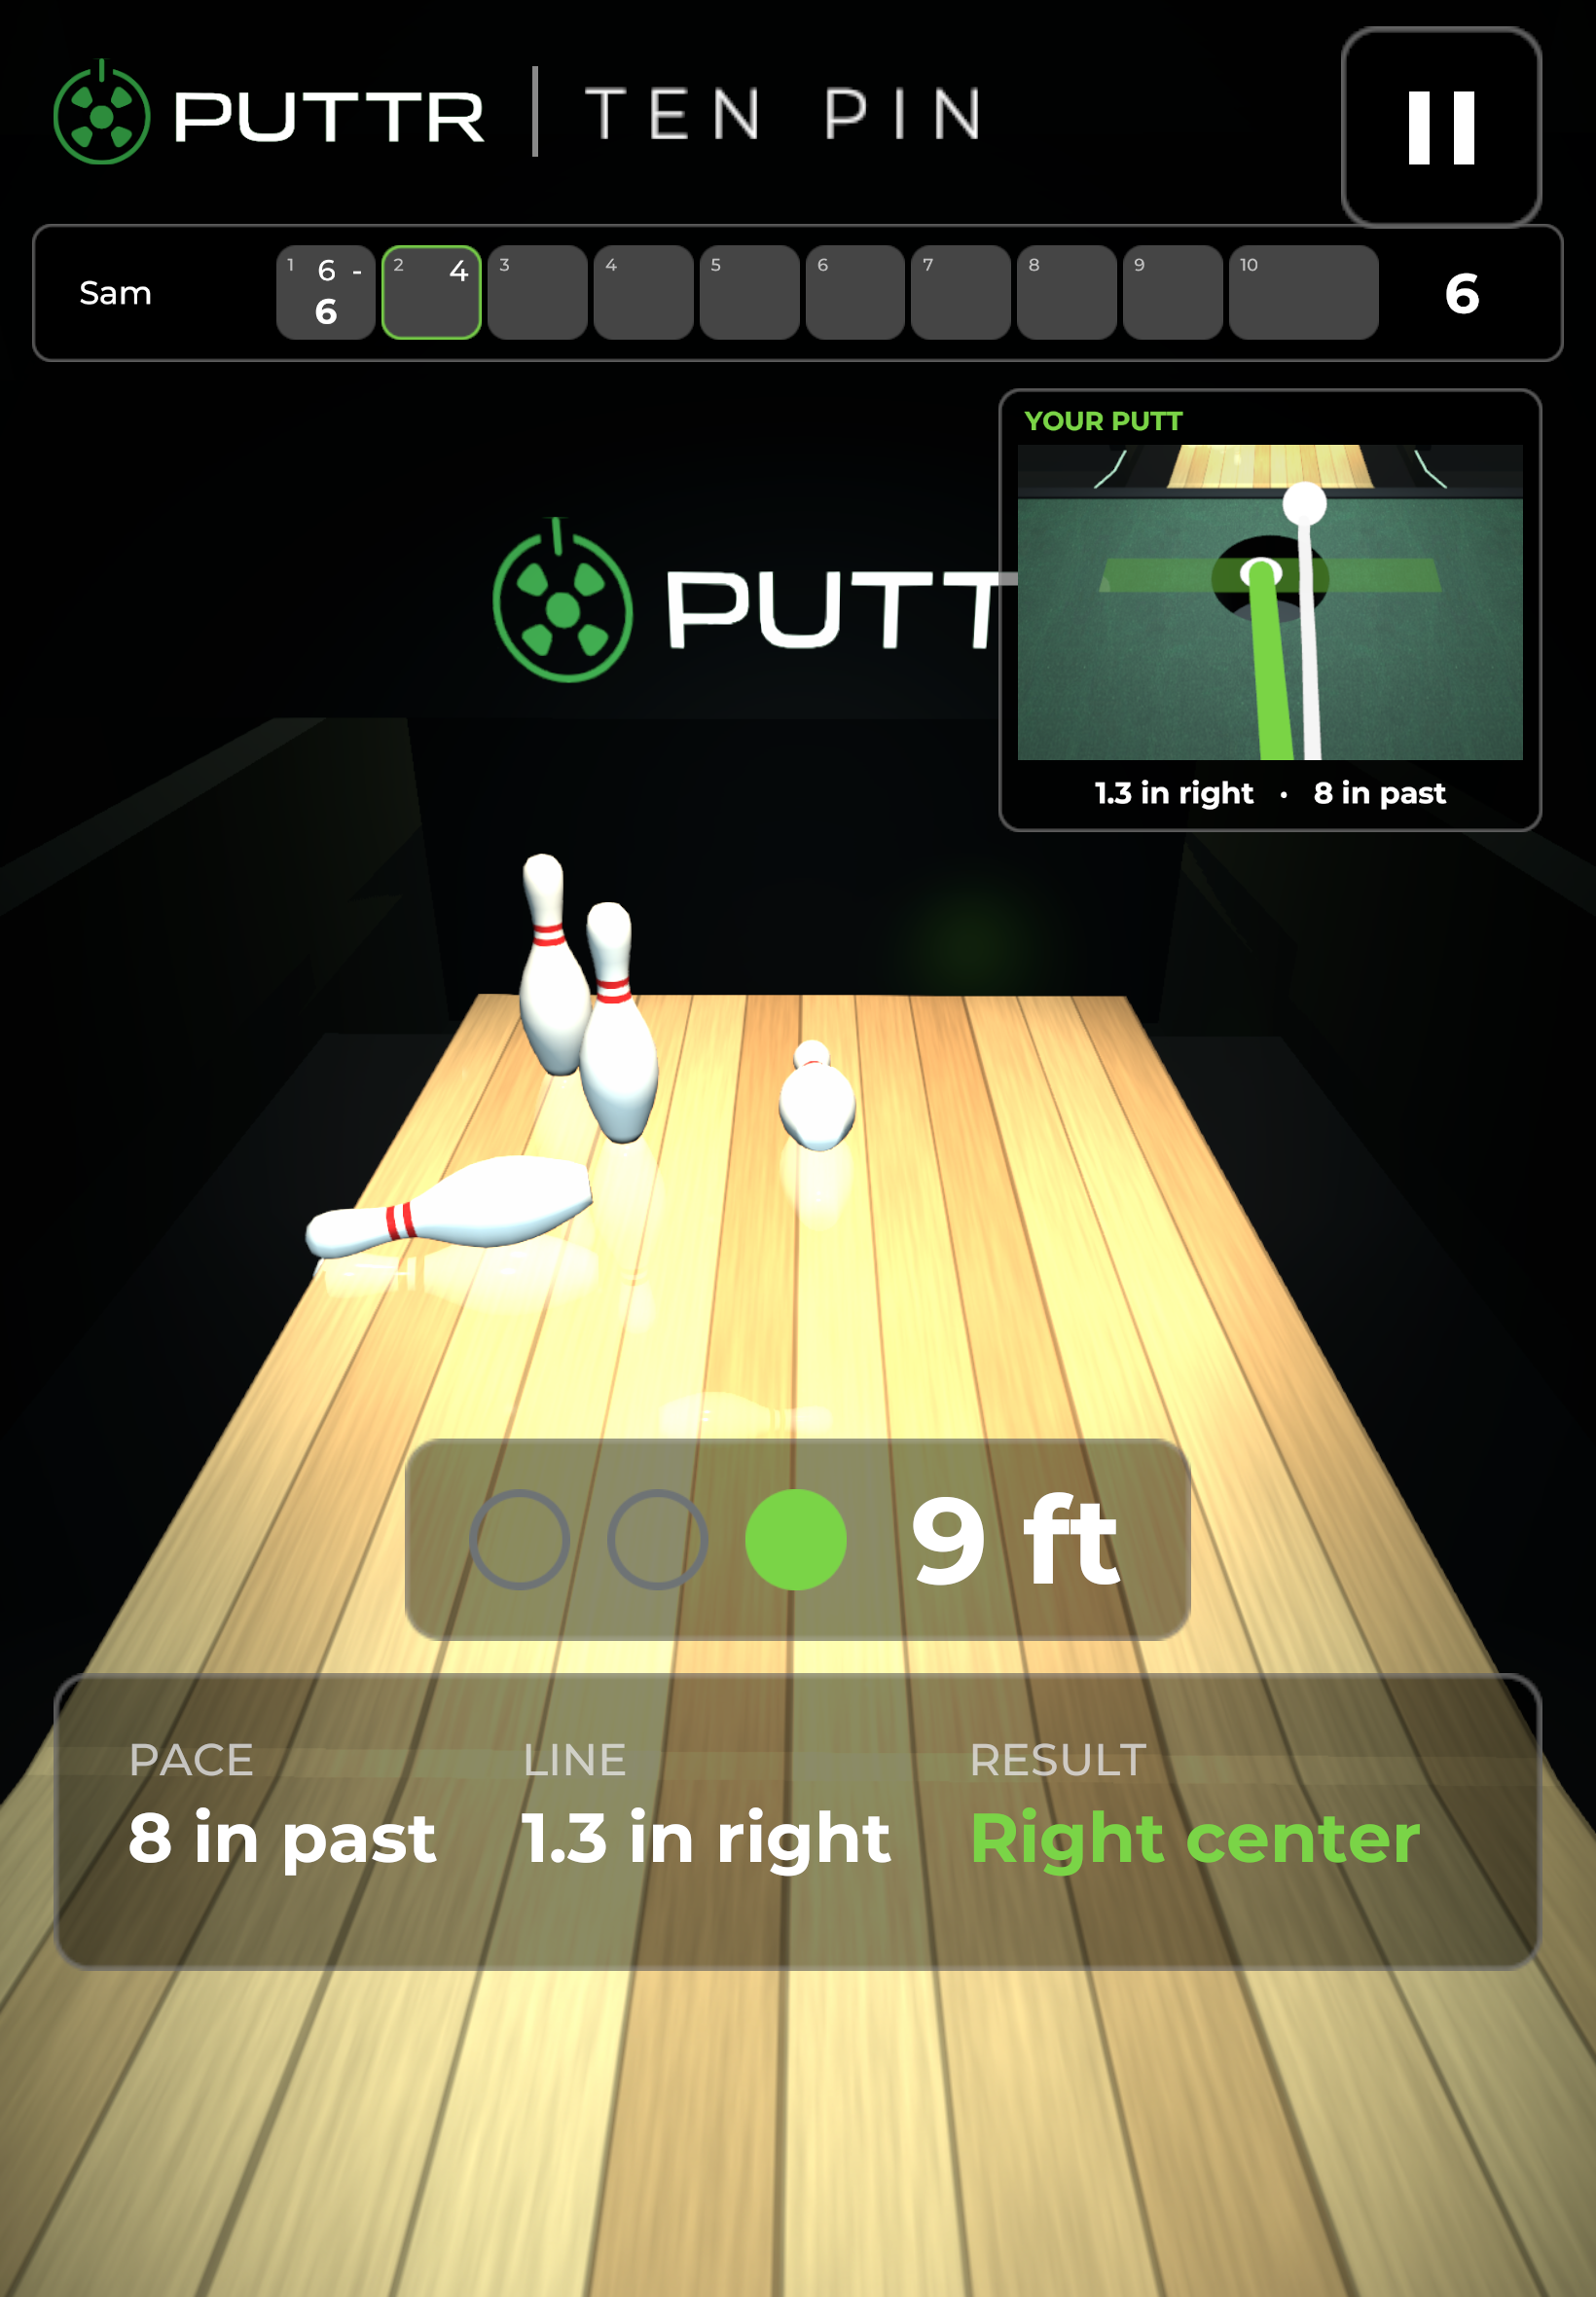 PUTTR | TEN PIN
Sam
1 6 -
6
2 4
3
4
5
6
7
8
9
10
6
YOUR PUTT
1.3 in right · 8 in past
PUTT
9 ft
PACE LINE RESULT
8 in past 1.3 in right Right center